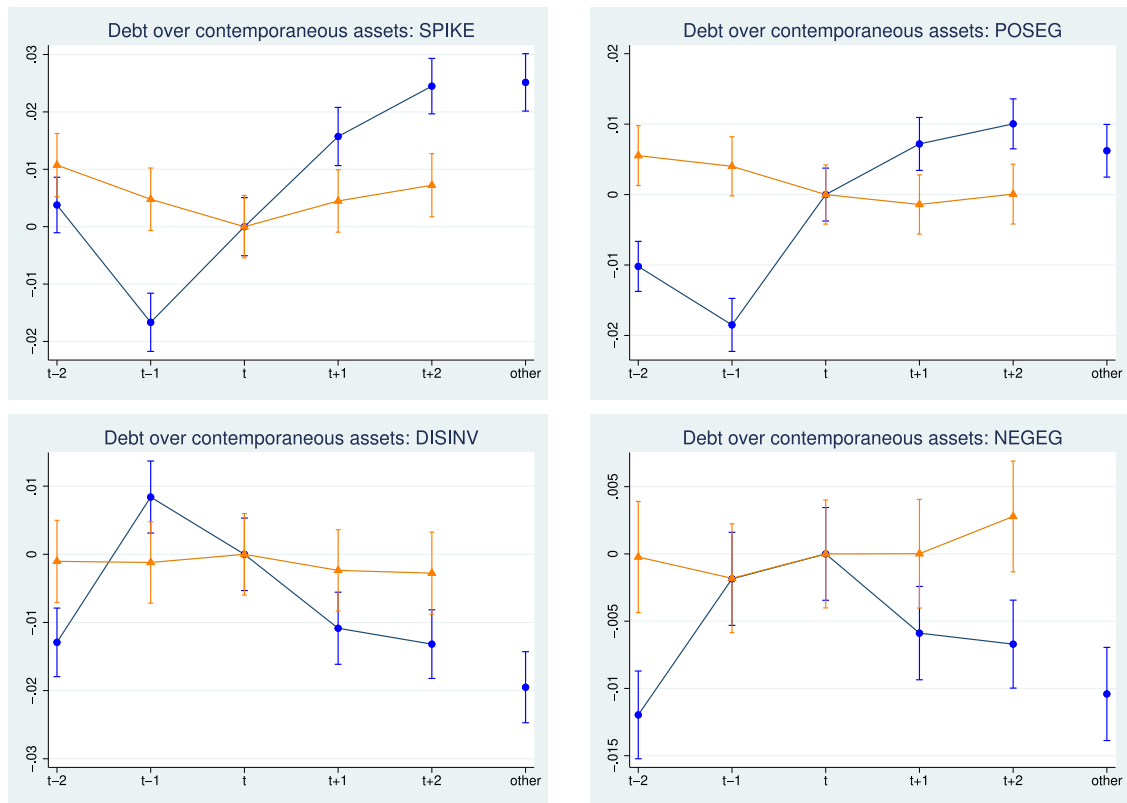 Debt over contemporaneous assets: SPIKE
.03
.02
.01
0
−.01
−.02
t−2 t−1 t t+1 t+2 other
Debt over contemporaneous assets: POSEG
.02
.01
0
−.01
−.02
t−2 t−1 t t+1 t+2 other
Debt over contemporaneous assets: DISINV
.01
0
−.01
−.02
−.03
t−2 t−1 t t+1 t+2 other
Debt over contemporaneous assets: NEGEG
.005
0
−.005
−.01
−.015
t−2 t−1 t t+1 t+2 other